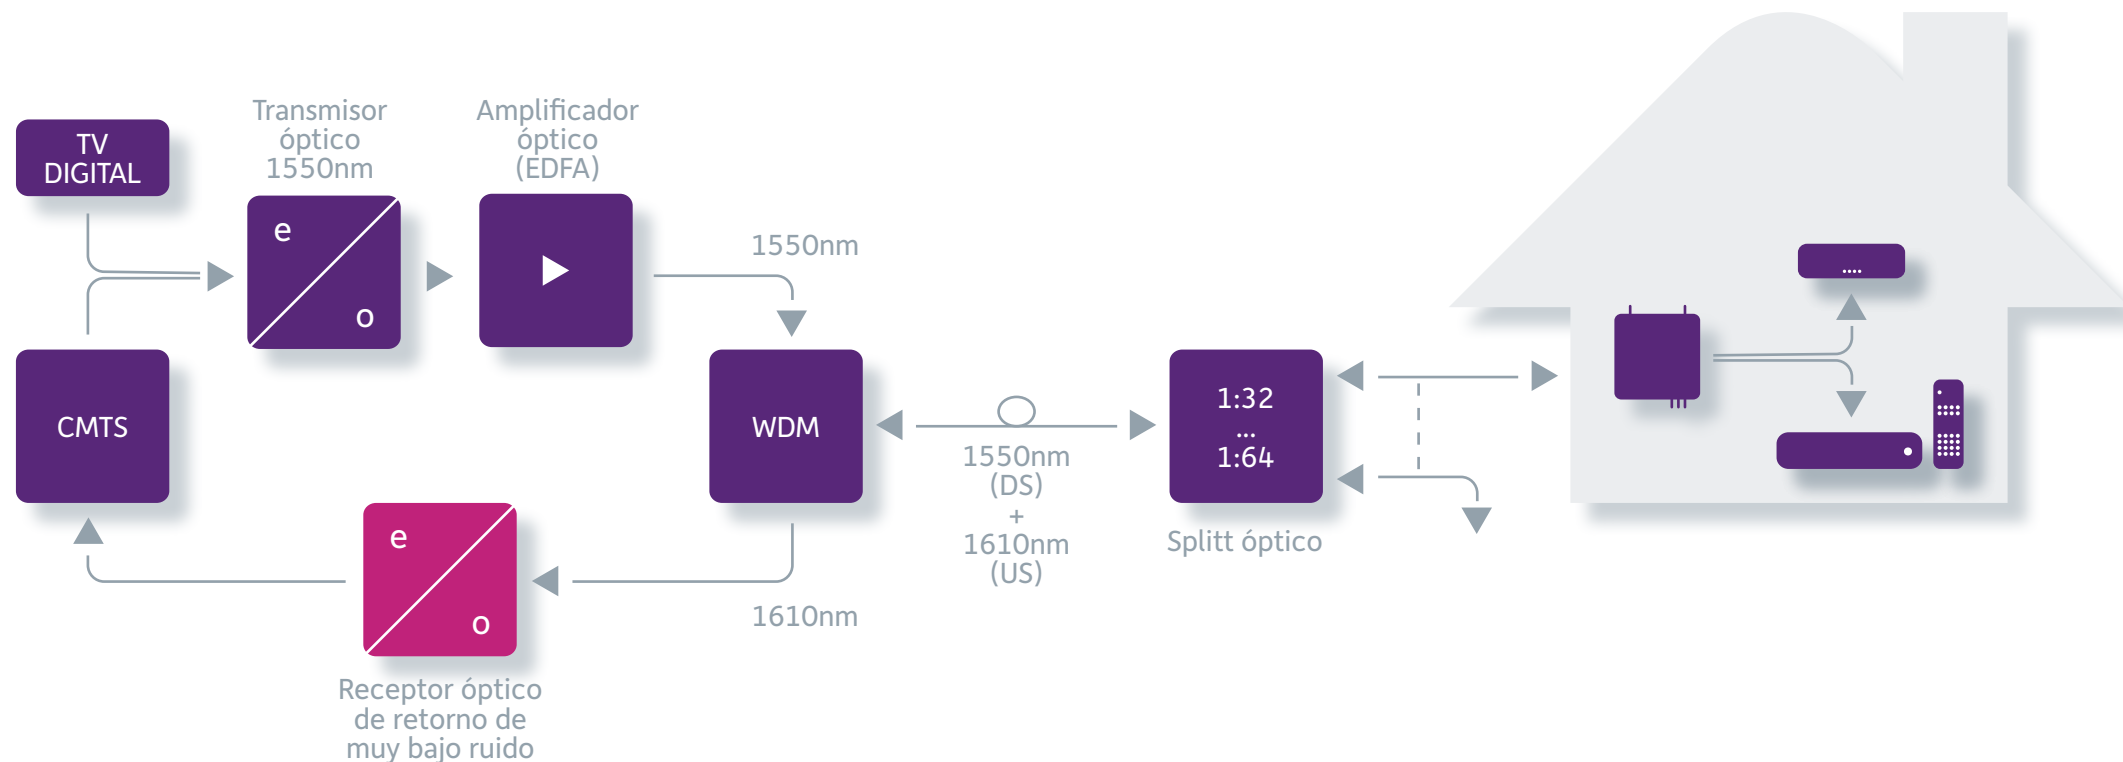 TV
DIGITAL
Transmisor
óptico
1550nm
e
o
Amplificador
óptico
(EDFA)
1550nm
CMTS
WDM
1550nm
(DS)
+
1610nm
(US)
1:32
...
1:64
Splitt óptico
e
o
1610nm
Receptor óptico
de retorno de
muy bajo ruido